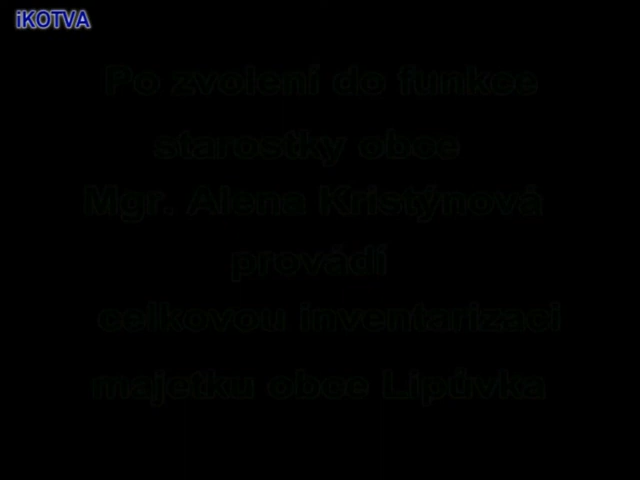 iKOTVA
Po zvolení do funkce
starostky obce
Mgr. Alena Kristýnová
provádí
celkovou inventarizaci
majetku obce Lipůvka